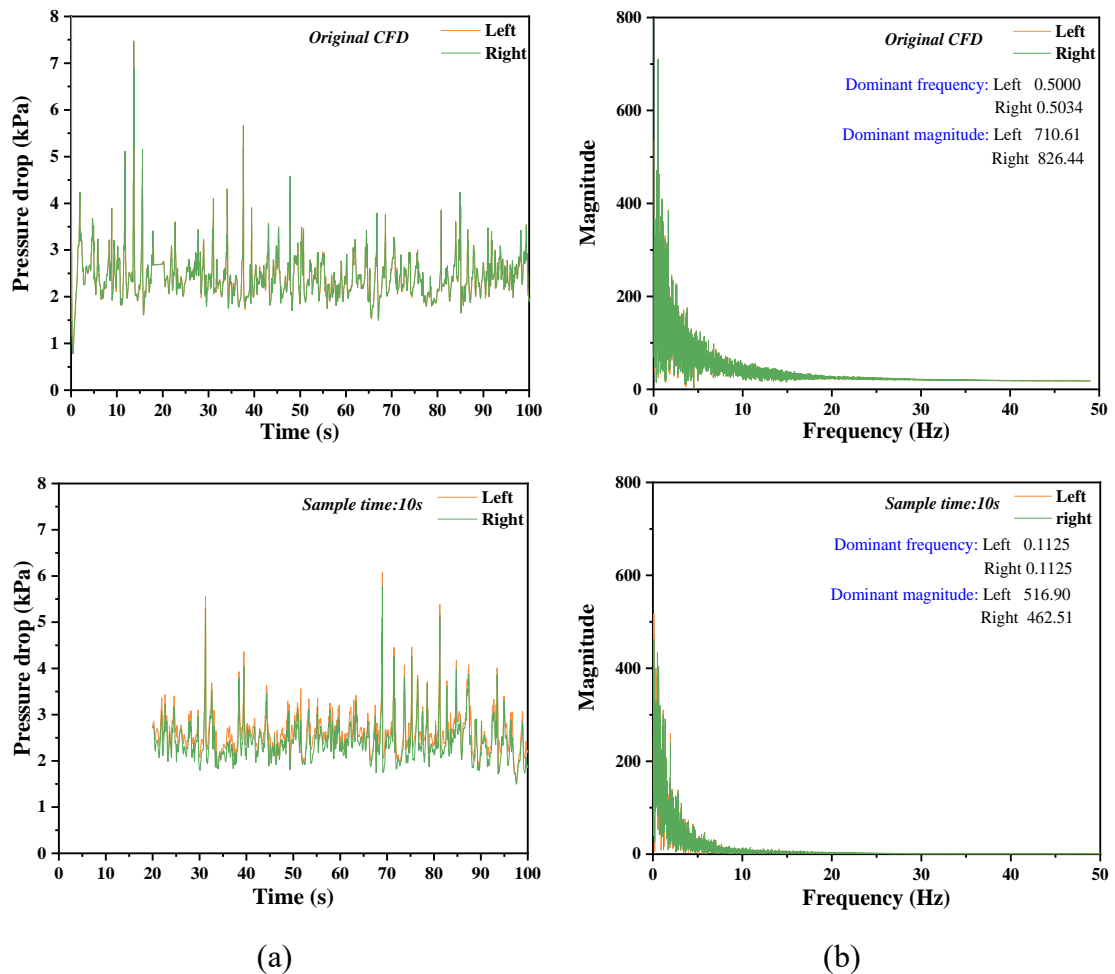 Original CFD
Left
Right
Pressure drop (kPa)
8
7
6
5
4
3
2
1
0
0 10 20 30 40 50 60 70 80 90 100
Time (s)
Original CFD
Left
Right
Dominant frequency: Left 0.5000
Right 0.5034
Dominant magnitude: Left 710.61
Right 826.44
Magnitude
800
600
400
200
0
0 10 20 30 40 50
Frequency (Hz)
Sample time:10s
Left
Right
Pressure drop (kPa)
8
7
6
5
4
3
2
1
0
0 10 20 30 40 50 60 70 80 90 100
Time (s)
Sample time:10s
Left
right
Dominant frequency: Left 0.1125
Right 0.1125
Dominant magnitude: Left 516.90
Right 462.51
Magnitude
800
600
400
200
0
0 10 20 30 40 50
Frequency (Hz)
(a)
(b)